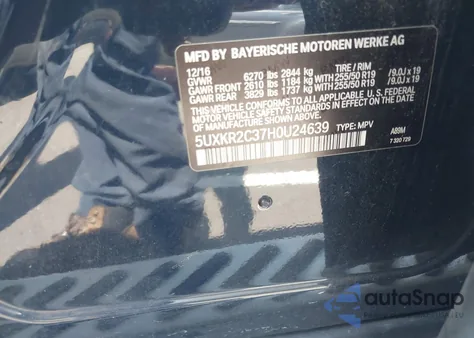 MFD BY BAYERISCHE MOTOREN WERKE AG
12/16 TIRE / RIM
GVWR 6270 lbs 2844 kg
GAWR FRONT 2610 lbs 1184 kg WITH 255/50 R19 /9.0J x 19
GAWR REAR 3829 lbs 1737 kg WITH 255/50 R19 /9.0J x 19
THIS VEHICLE CONFORMS TO ALL APPLICABLE U.S. FEDERAL
MOTOR VEHICLE SAFETY STANDARDS IN EFFECT ON THE DATE OF
MANUFACTURE SHOWN ABOVE.
5UXKR2C37H0U24639 TYPE: MPV
A89M
7 320 729
autoSnap